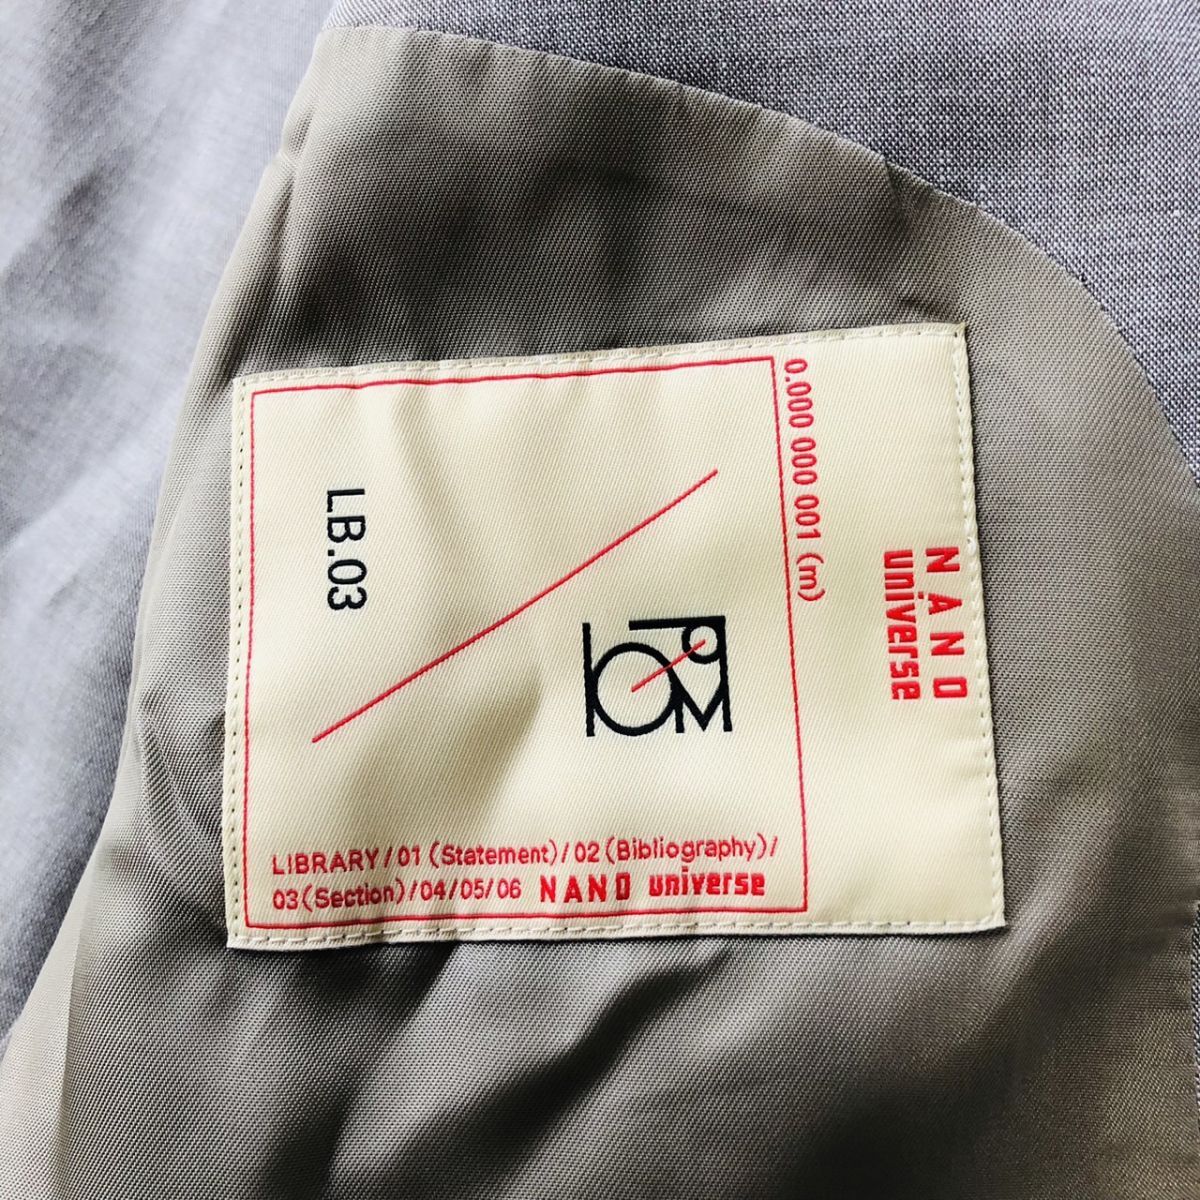 NANO
universe
0.000 000 001 (m)
LB.03
LIBRARY/01 (Statement)/02 (Bibliography)/
03 (Section)/04/05/06 NANO universe